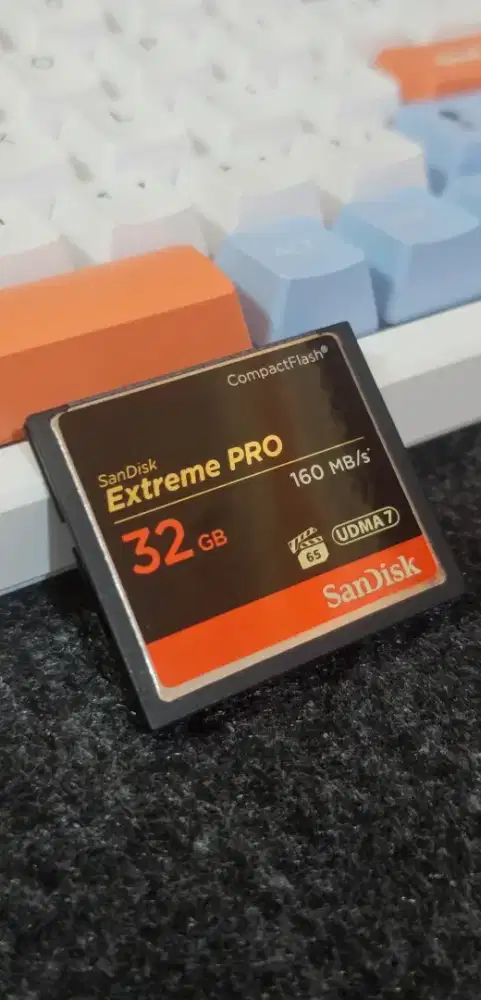 CompactFlash®
SanDisk
Extreme PRO
160 MB/s*
32 GB
65
UDMA 7
SanDisk